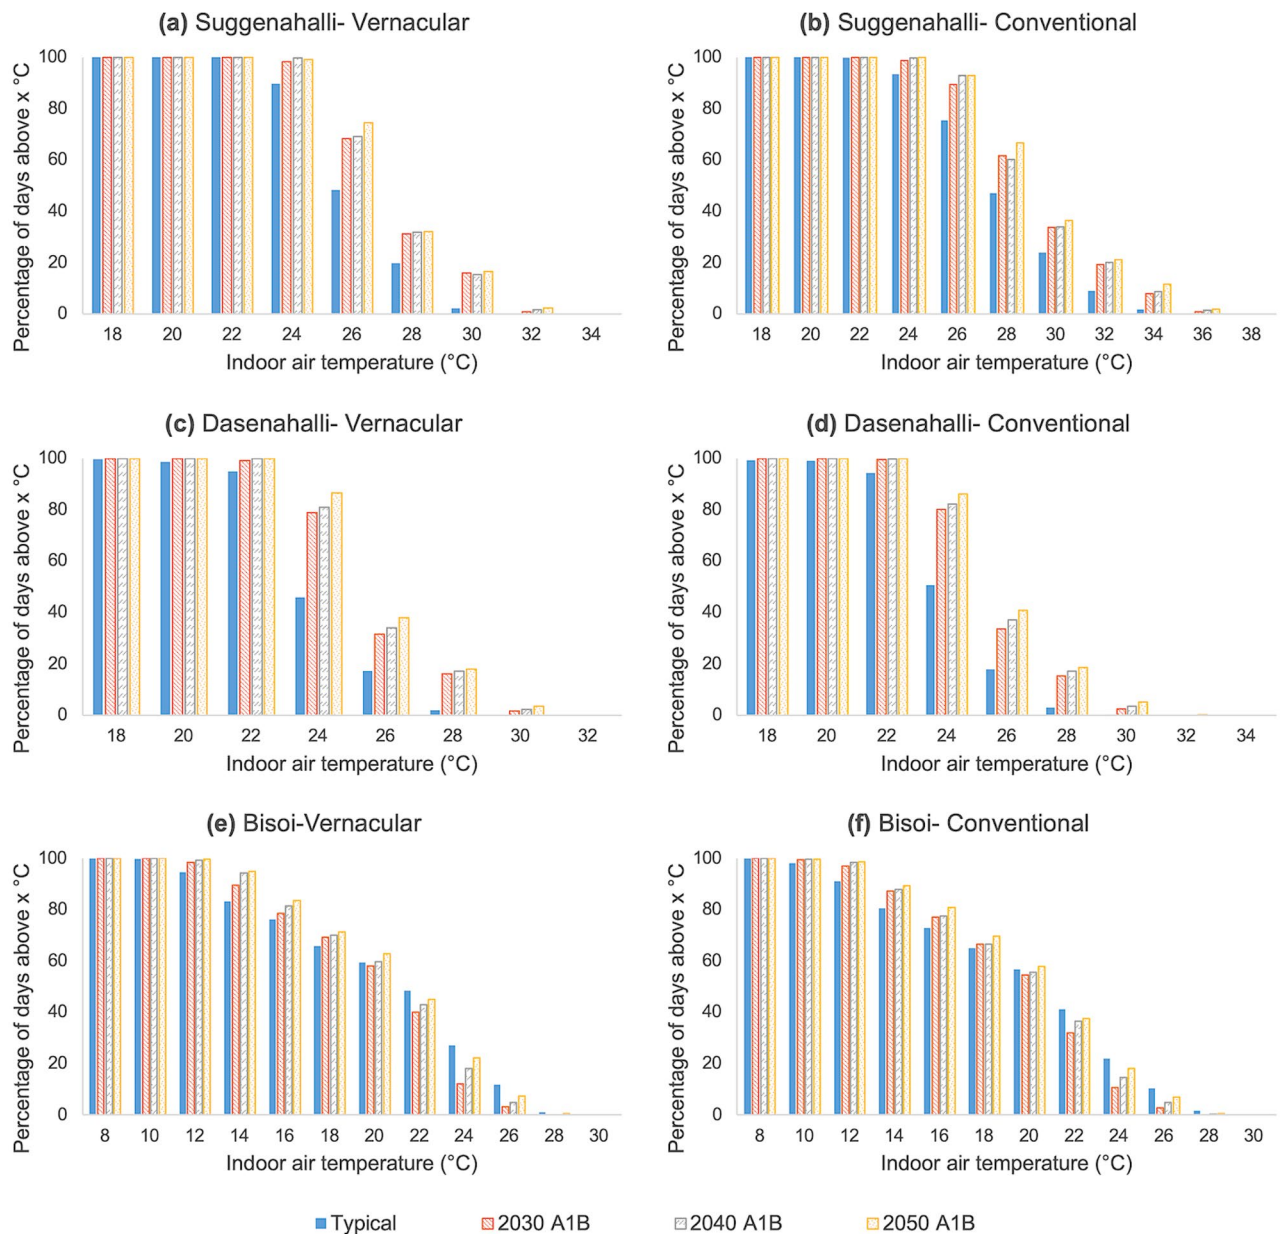 (a) Suggenahalli- Vernacular
Percentage of days above x °C
100
80
60
40
20
0
18 20 22 24 26 28 30 32 34
Indoor air temperature (°C)
(b) Suggenahalli- Conventional
Percentage of days above x °C
100
80
60
40
20
0
18 20 22 24 26 28 30 32 34 36 38
Indoor air temperature (°C)
(c) Dasenahalli- Vernacular
Percentage of days above x °C
100
80
60
40
20
0
18 20 22 24 26 28 30 32
Indoor air temperature (°C)
(d) Dasenahalli- Conventional
Percentage of days above x °C
100
80
60
40
20
0
18 20 22 24 26 28 30 32 34
Indoor air temperature (°C)
(e) Bisoi-Vernacular
Percentage of days above x °C
100
80
60
40
20
0
8 10 12 14 16 18 20 22 24 26 28 30
Indoor air temperature (°C)
(f) Bisoi- Conventional
Percentage of days above x °C
100
80
60
40
20
0
8 10 12 14 16 18 20 22 24 26 28 30
Indoor air temperature (°C)
Typical 2030 A1B 2040 A1B 2050 A1B